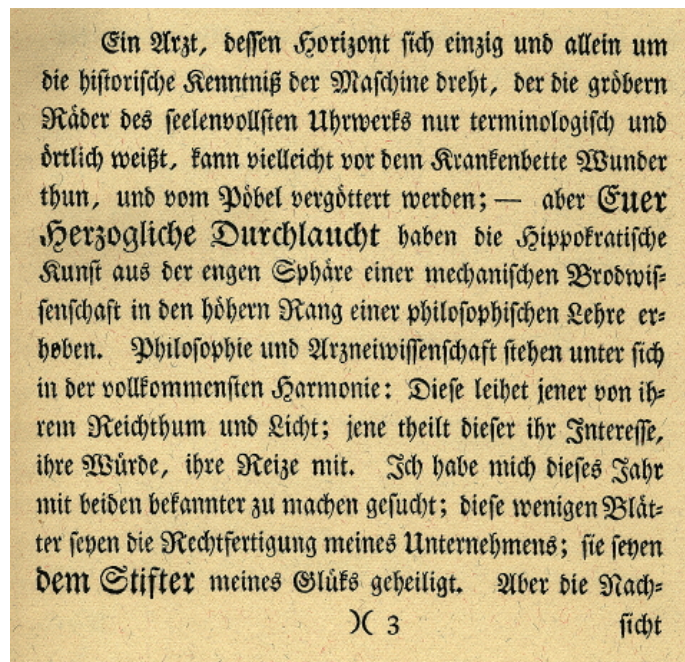 Ein Arzt, dessen Horizont sich einzig und allein um
die historische Kenntniß der Maschine dreht, der die gröbern
Räder des seelenvollsten Uhrwerks nur terminologisch und
örtlich weißt, kann vielleicht vor dem Krankenbette Wunder
thun, und vom Pöbel vergöttert werden; — aber Euer
Herzogliche Durchlaucht haben die Hippokratische
Kunst aus der engen Sphäre einer mechanischen Brodwis-
senschaft in den höhern Rang einer philosophischen Lehre er-
hoben. Philosophie und Arzneiwissenschaft stehen unter sich
in der vollkommensten Harmonie: Diese leihet jener von ih-
rem Reichthum und Licht; jene theilt dieser ihr Interesse,
ihre Würde, ihre Reize mit. Ich habe mich dieses Jahr
mit beiden bekannter zu machen gesucht; diese wenigen Blät-
ter seyen die Rechtfertigung meines Unternehmens; sie seyen
dem Stifter meines Glüks geheiligt. Aber die Nach-
)( 3 sicht